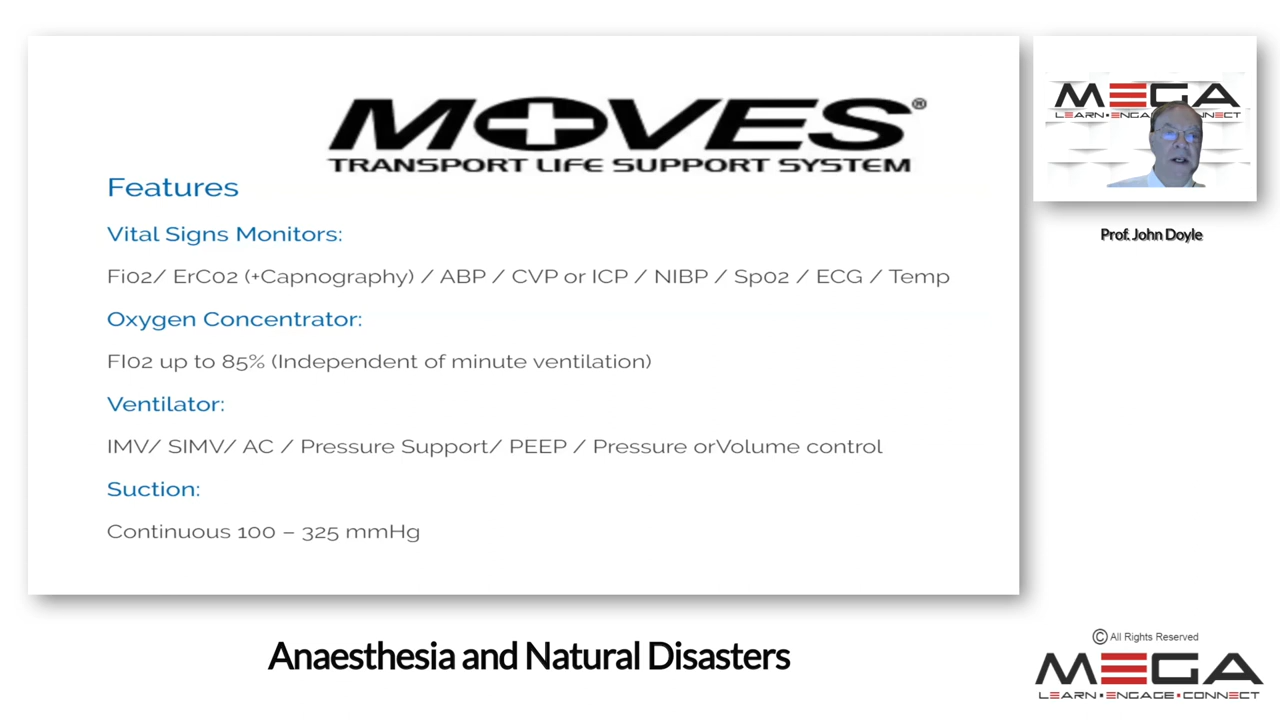 MOVES®
TRANSPORT LIFE SUPPORT SYSTEM
Features
Vital Signs Monitors:
Fi02/ ErC02 (+Capnography) / ABP / CVP or ICP / NIBP / Sp02 / ECG / Temp
Oxygen Concentrator:
FI02 up to 85% (Independent of minute ventilation)
Ventilator:
IMV/ SIMV/ AC / Pressure Support/ PEEP / Pressure orVolume control
Suction:
Continuous 100 – 325 mmHg
MEGA
LEARN • ENGA CONNECT
Prof. John Doyle
Anaesthesia and Natural Disasters
© All Rights Reserved
MEGA
LEARN • ENGAGE • CONNECT